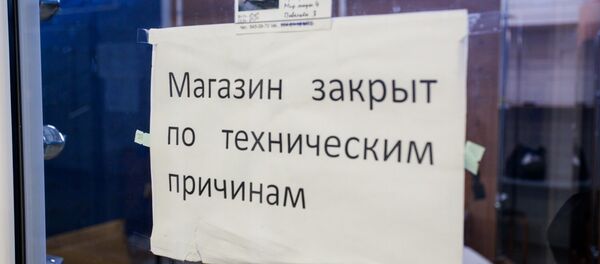 Магазин закрыт
по техническим
причинам